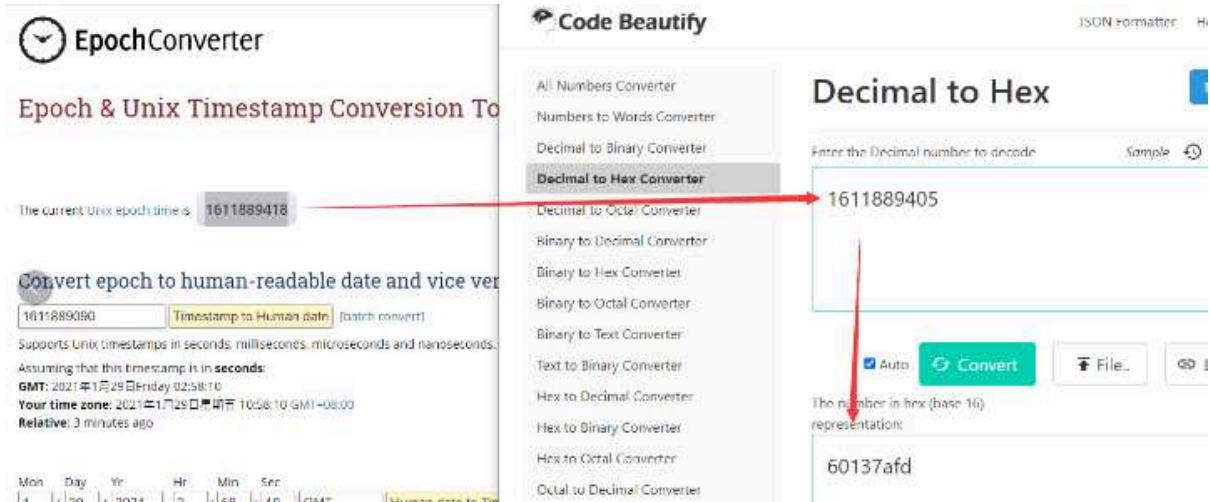 EpochConverter
Epoch & Unix Timestamp Conversion To
The current Unix epoch time is 1611889418
Convert epoch to human-readable date and vice ver
1611889090 Timestamp to Human date [batch convert]
Supports Unix timestamps in seconds, milliseconds, microseconds and nanoseconds.
Assuming that this timestamp is in seconds:
GMT: 2021年1月29日Friday 02:58:10
Your time zone: 2021年1月29日星期五 10:58:10 GMT+08:00
Relative: 3 minutes ago
Mon Day Yr Hr Min Sec
GMT
Code Beautify
JSON Formatter
All Numbers Converter
Numbers to Words Converter
Decimal to Binary Converter
Decimal to Hex Converter
Decimal to Octal Converter
Binary to Decimal Converter
Binary to Hex Converter
Binary to Octal Converter
Binary to Text Converter
Text to Binary Converter
Hex to Decimal Converter
Hex to Binary Converter
Hex to Octal Converter
Octal to Decimal Converter
Decimal to Hex
Enter the Decimal number to decode Sample
1611889405
Auto Convert File..
The number in hex (base 16)
representation:
60137afd